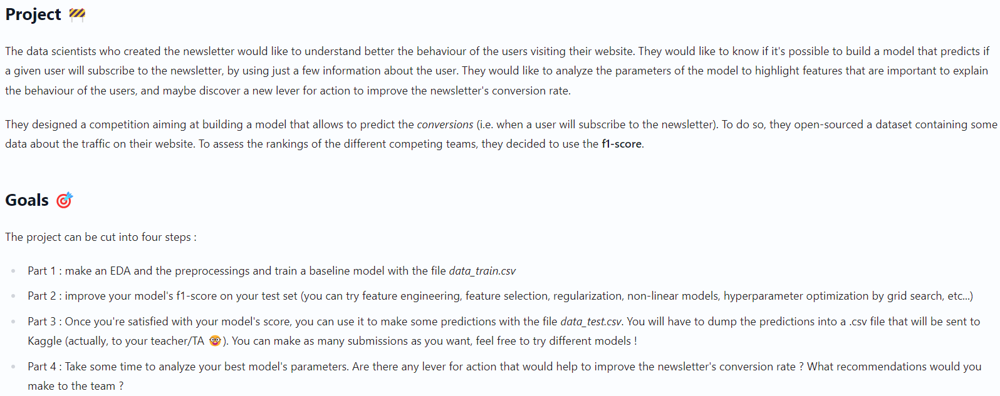 Project 🚧
The data scientists who created the newsletter would like to understand better the behaviour of the users visiting their website. They would like to know if it's possible to build a model that predicts if
a given user will subscribe to the newsletter, by using just a few information about the user. They would like to analyze the parameters of the model to highlight features that are important to explain
the behaviour of the users, and maybe discover a new lever for action to improve the newsletter's conversion rate.
They designed a competition aiming at building a model that allows to predict the conversions (i.e. when a user will subscribe to the newsletter). To do so, they open-sourced a dataset containing some
data about the traffic on their website. To assess the rankings of the different competing teams, they decided to use the f1-score.
Goals 🎯
The project can be cut into four steps :
• Part 1 : make an EDA and the preprocessings and train a baseline model with the file data_train.csv
• Part 2 : improve your model's f1-score on your test set (you can try feature engineering, feature selection, regularization, non-linear models, hyperparameter optimization by grid search, etc...)
• Part 3 : Once you're satisfied with your model's score, you can use it to make some predictions with the file data_test.csv. You will have to dump the predictions into a .csv file that will be sent to
Kaggle (actually, to your teacher/TA 🤓). You can make as many submissions as you want, feel free to try different models !
• Part 4 : Take some time to analyze your best model's parameters. Are there any lever for action that would help to improve the newsletter's conversion rate ? What recommendations would you
make to the team ?